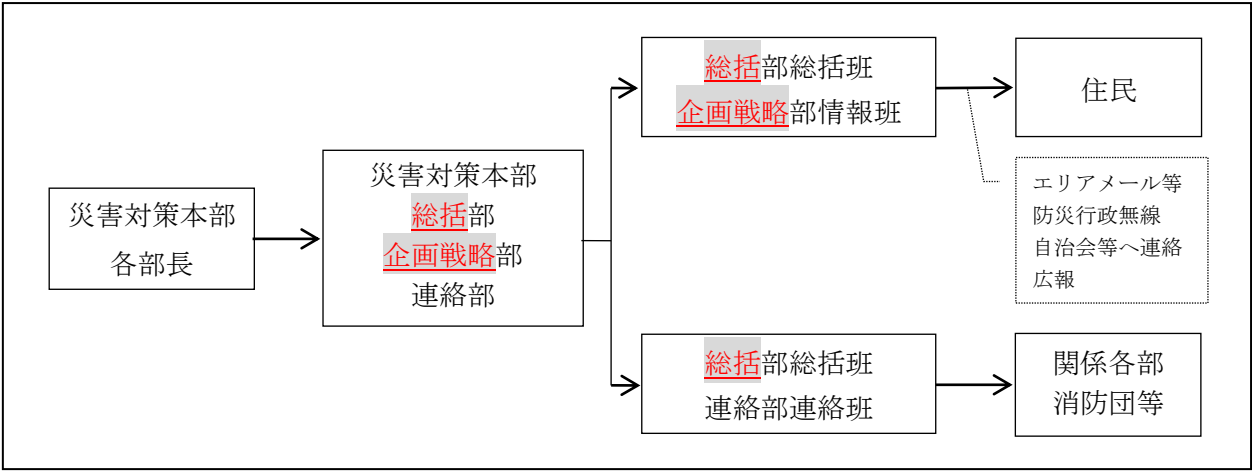 災害対策本部
各部長
災害対策本部
総括部
企画戦略部
連絡部
総括部総括班
企画戦略部情報班
住民
エリアメール等
防災行政無線
自治会等へ連絡
広報
総括部総括班
連絡部連絡班
関係各部
消防団等